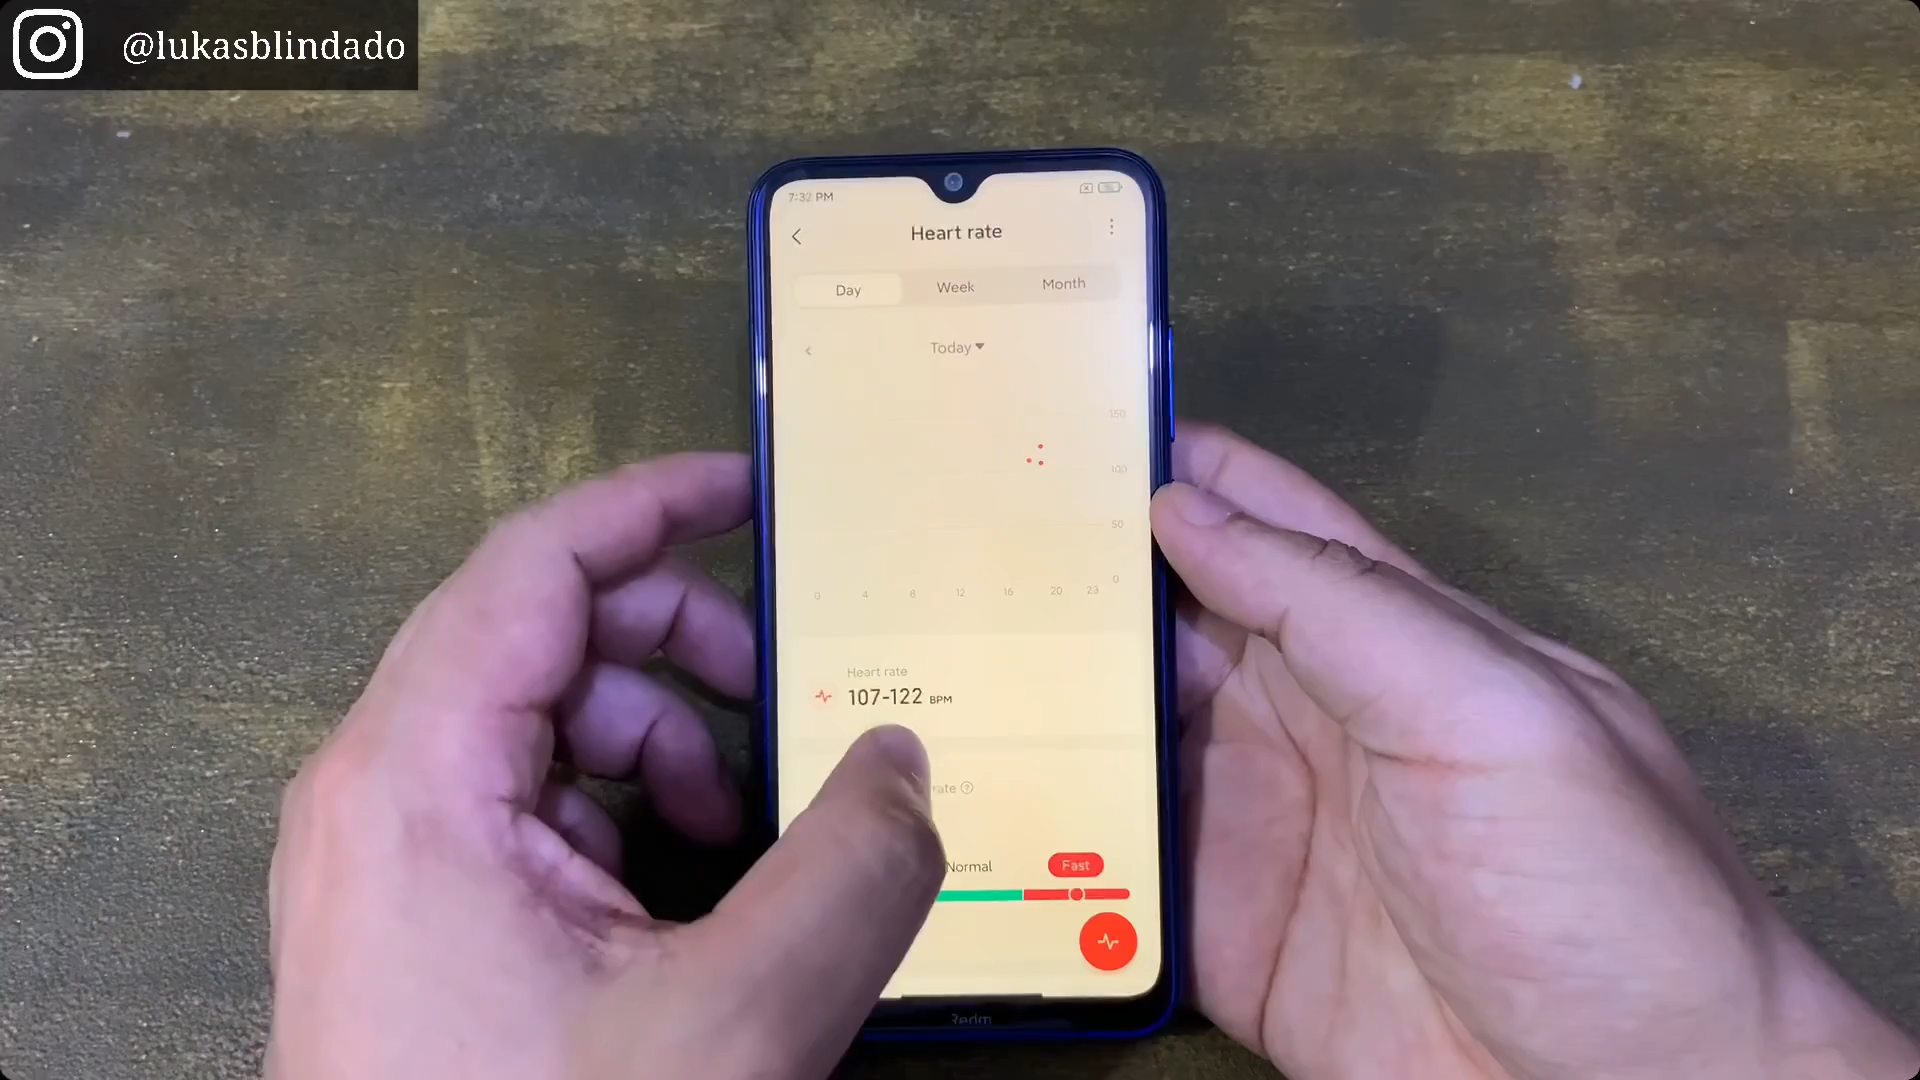 @lukasblindado
7:32 PM
Heart rate
Day Week Month
Today
150
100
50
0
0 4 8 12 16 20 23
Heart rate
107-122 BPM
rate ?
Normal Fast
Redm